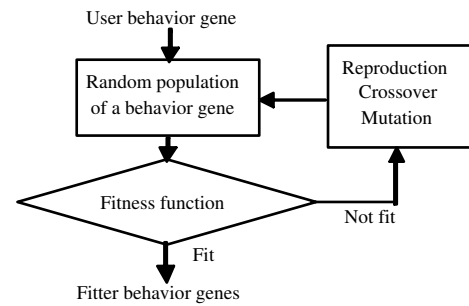 User behavior gene
Random population
of a behavior gene
Reproduction
Crossover
Mutation
Fitness function
Not fit
Fit
Fitter behavior genes